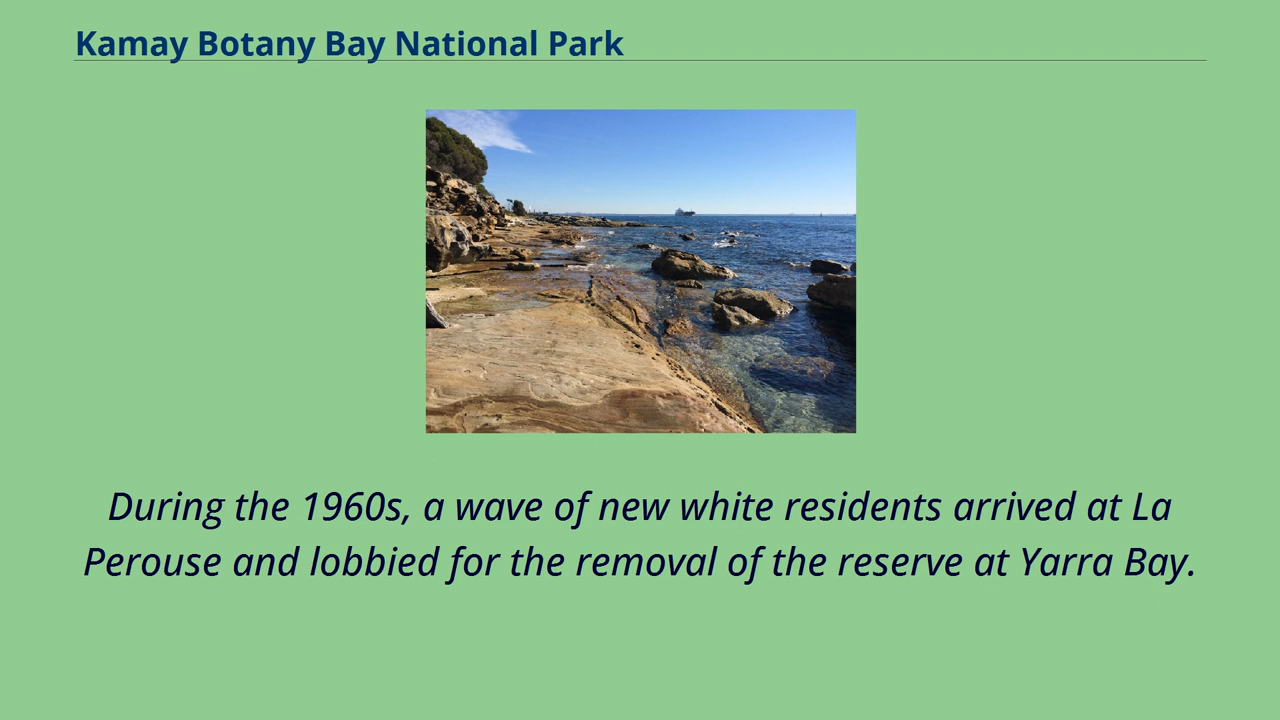 Kamay Botany Bay National Park
During the 1960s, a wave of new white residents arrived at La
Perouse and lobbied for the removal of the reserve at Yarra Bay.